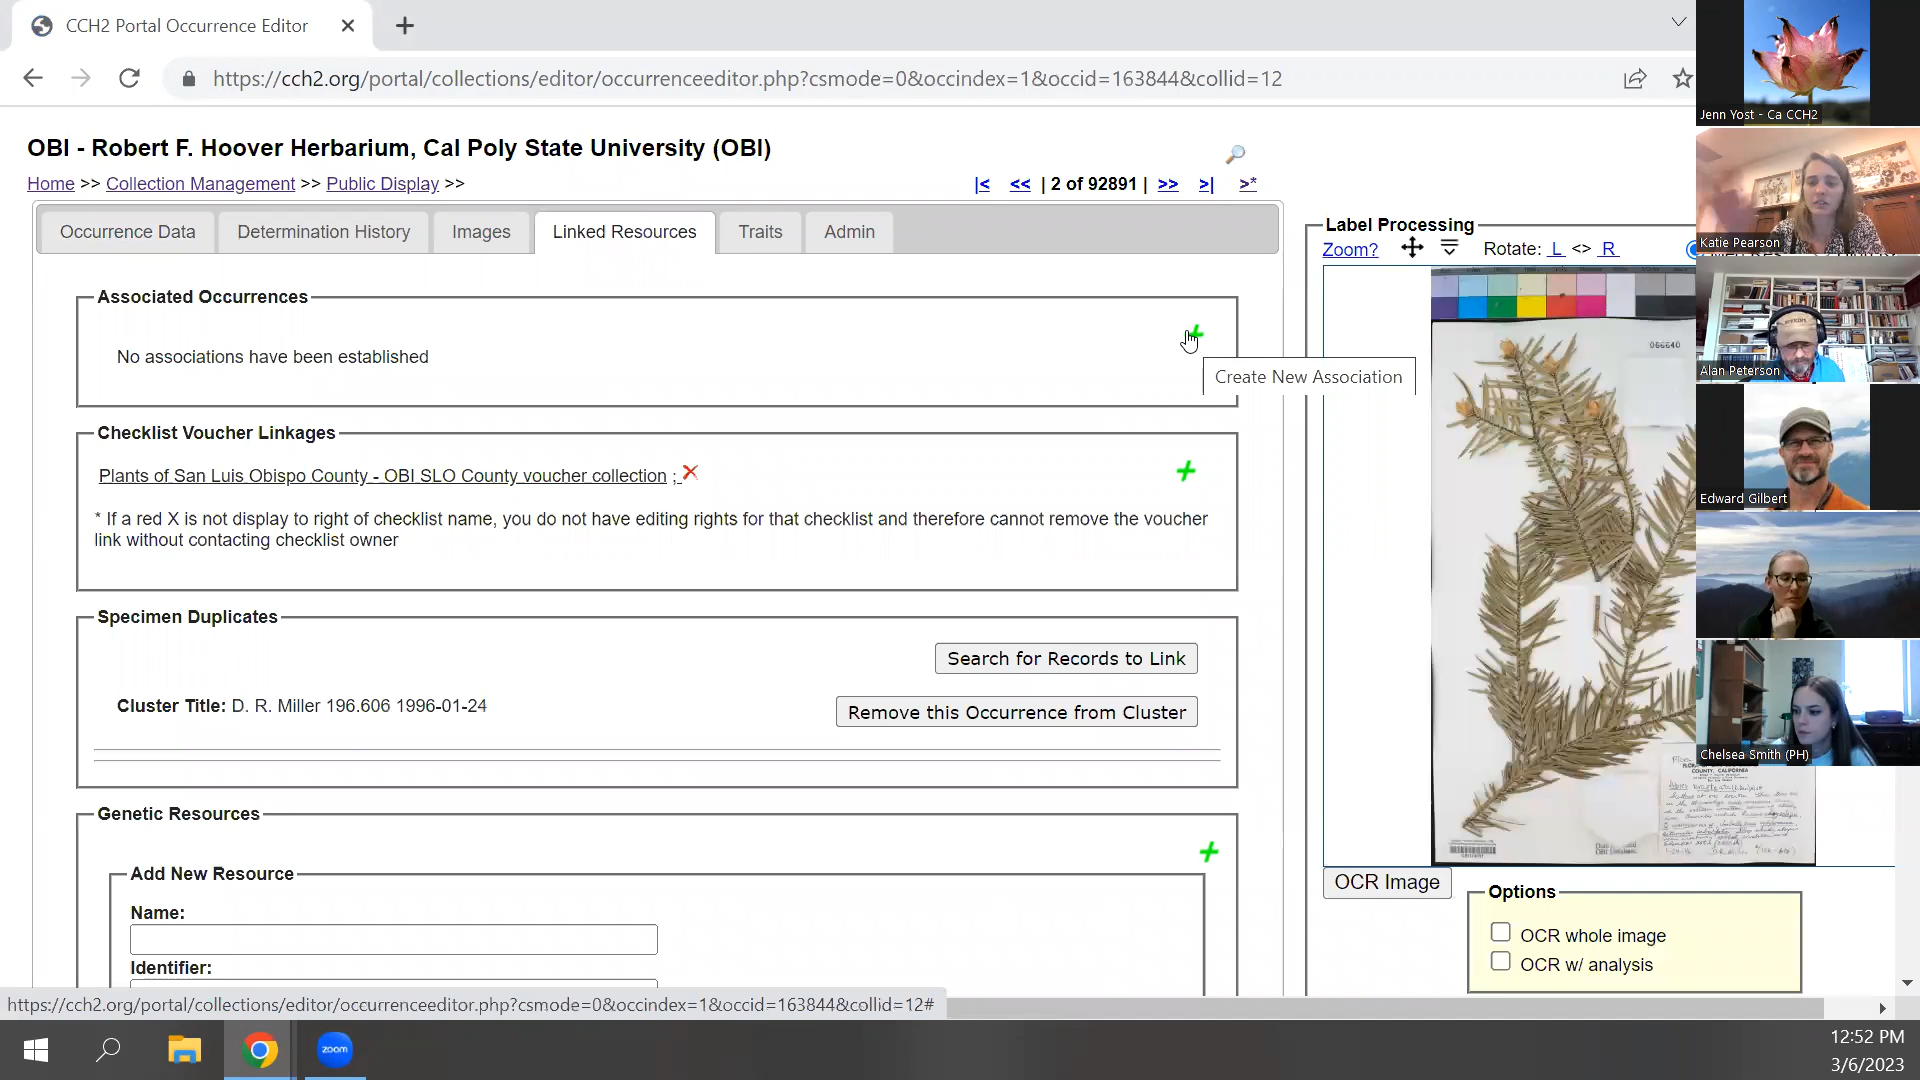 CCH2 Portal Occurrence Editor
https://cch2.org/portal/collections/editor/occurrenceeditor.php?csmode=0&occindex=1&occid=163844&collid=12
OBI - Robert F. Hoover Herbarium, Cal Poly State University (OBI)
Home >> Collection Management >> Public Display >>
|< << | 2 of 92891 | >> >| >*
Occurrence Data Determination History Images Linked Resources Traits Admin
Associated Occurrences
No associations have been established
Create New Association
Checklist Voucher Linkages
Plants of San Luis Obispo County - OBI SLO County voucher collection ;
* If a red X is not display to right of checklist name, you do not have editing rights for that checklist and therefore cannot remove the voucher
link without contacting checklist owner
Specimen Duplicates
Search for Records to Link
Cluster Title: D. R. Miller 196.606 1996-01-24
Remove this Occurrence from Cluster
Genetic Resources
Add New Resource
Name:
Identifier:
https://cch2.org/portal/collections/editor/occurrenceeditor.php?csmode=0&occindex=1&occid=163844&collid=12#
Label Processing
Zoom? Rotate: L <> R
066640
COUNTY, CALIFORNIA
OCR Image
Options
OCR whole image
OCR w/ analysis
Jenn Yost - Ca CCH2
Katie Pearson
Alan Peterson
Edward Gilbert
Chelsea Smith (PH)
zoom
12:52 PM
3/6/2023